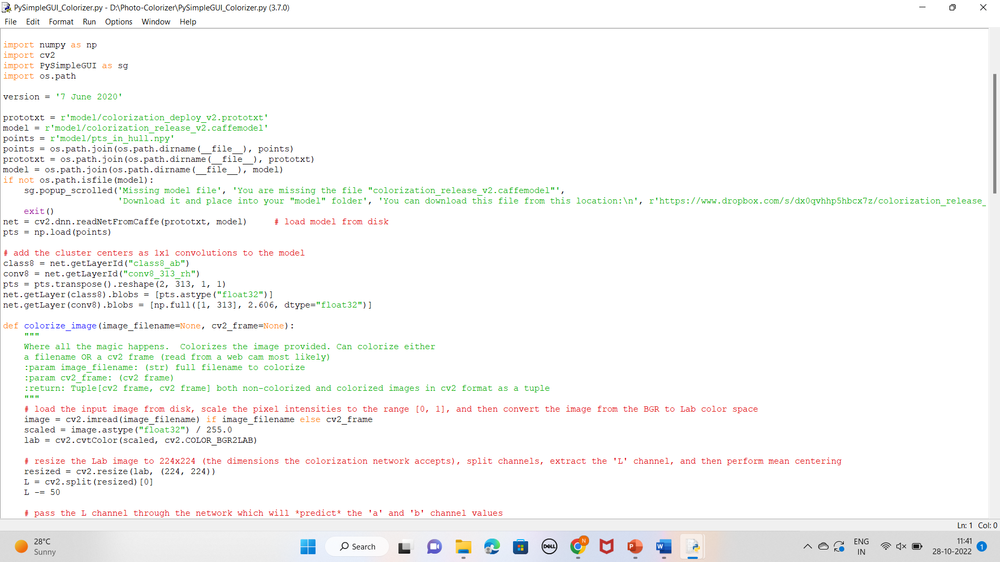 PySimpleGUI_Colorizer.py - D:\Photo-Colorizer\PySimpleGUI_Colorizer.py (3.7.0)
File Edit Format Run Options Window Help
import numpy as np
import cv2
import PySimpleGUI as sg
import os.path
version = '7 June 2020'
prototxt = r'model/colorization_deploy_v2.prototxt'
model = r'model/colorization_release_v2.caffemodel'
points = r'model/pts_in_hull.npy'
points = os.path.join(os.path.dirname(__file__), points)
prototxt = os.path.join(os.path.dirname(__file__), prototxt)
model = os.path.join(os.path.dirname(__file__), model)
if not os.path.isfile(model):
    sg.popup_scrolled('Missing model file', 'You are missing the file "colorization_release_v2.caffemodel"',
                      'Download it and place into your "model" folder', 'You can download this file from this location:\n', r'https://www.dropbox.com/s/dx0qvhhp5hbcx7z/colorization_release_
    exit()
net = cv2.dnn.readNetFromCaffe(prototxt, model)     # load model from disk
pts = np.load(points)
# add the cluster centers as 1x1 convolutions to the model
class8 = net.getLayerId("class8_ab")
conv8 = net.getLayerId("conv8_313_rh")
pts = pts.transpose().reshape(2, 313, 1, 1)
net.getLayer(class8).blobs = [pts.astype("float32")]
net.getLayer(conv8).blobs = [np.full([1, 313], 2.606, dtype="float32")]
def colorize_image(image_filename=None, cv2_frame=None):
    """
    Where all the magic happens.  Colorizes the image provided. Can colorize either
    a filename OR a cv2 frame (read from a web cam most likely)
    :param image_filename: (str) full filename to colorize
    :param cv2_frame: (cv2 frame)
    :return: Tuple[cv2 frame, cv2 frame] both non-colorized and colorized images in cv2 format as a tuple
    """
    # load the input image from disk, scale the pixel intensities to the range [0, 1], and then convert the image from the BGR to Lab color space
    image = cv2.imread(image_filename) if image_filename else cv2_frame
    scaled = image.astype("float32") / 255.0
    lab = cv2.cvtColor(scaled, cv2.COLOR_BGR2LAB)
    # resize the Lab image to 224x224 (the dimensions the colorization network accepts), split channels, extract the 'L' channel, and then perform mean centering
    resized = cv2.resize(lab, (224, 224))
    L = cv2.split(resized)[0]
    L -= 50
    # pass the L channel through the network which will *predict* the 'a' and 'b' channel values
Ln: 1 Col: 0
28°C
Sunny
Search
DELL
N
P
W
ENG
IN
11:41
28-10-2022
1